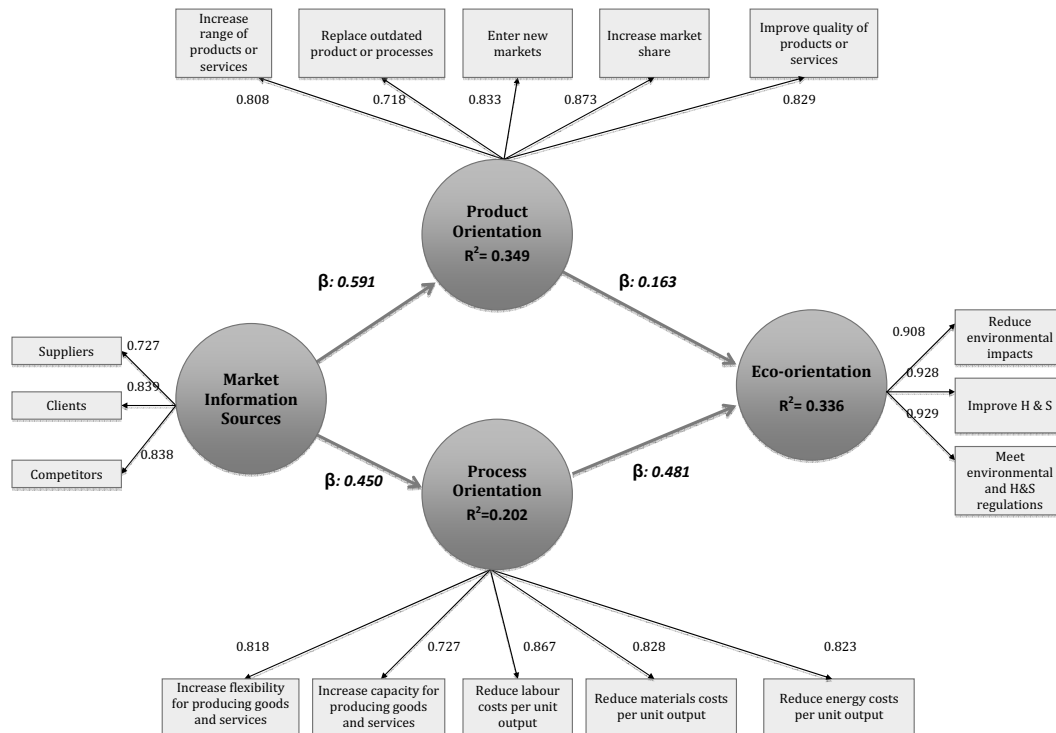 Increase
range of
products or
services
Replace outdated
product or processes
Enter new
markets
Increase market
share
Improve quality of
products or
services
0.808
0.718
0.833
0.873
0.829
Product
Orientation
R²= 0.349
β: 0.591
β: 0.163
Suppliers
Clients
Competitors
0.727
0.839
0.838
Market
Information
Sources
Eco-orientation
R²= 0.336
0.908
0.928
0.929
Reduce
environmental
impacts
Improve H & S
Meet
environmental
and H&S
regulations
β: 0.450
β: 0.481
Process
Orientation
R²=0.202
0.818
0.727
0.867
0.828
0.823
Increase flexibility
for producing goods
and services
Increase capacity for
producing goods
and services
Reduce labour
costs per unit
output
Reduce materials costs
per unit output
Reduce energy costs
per unit output